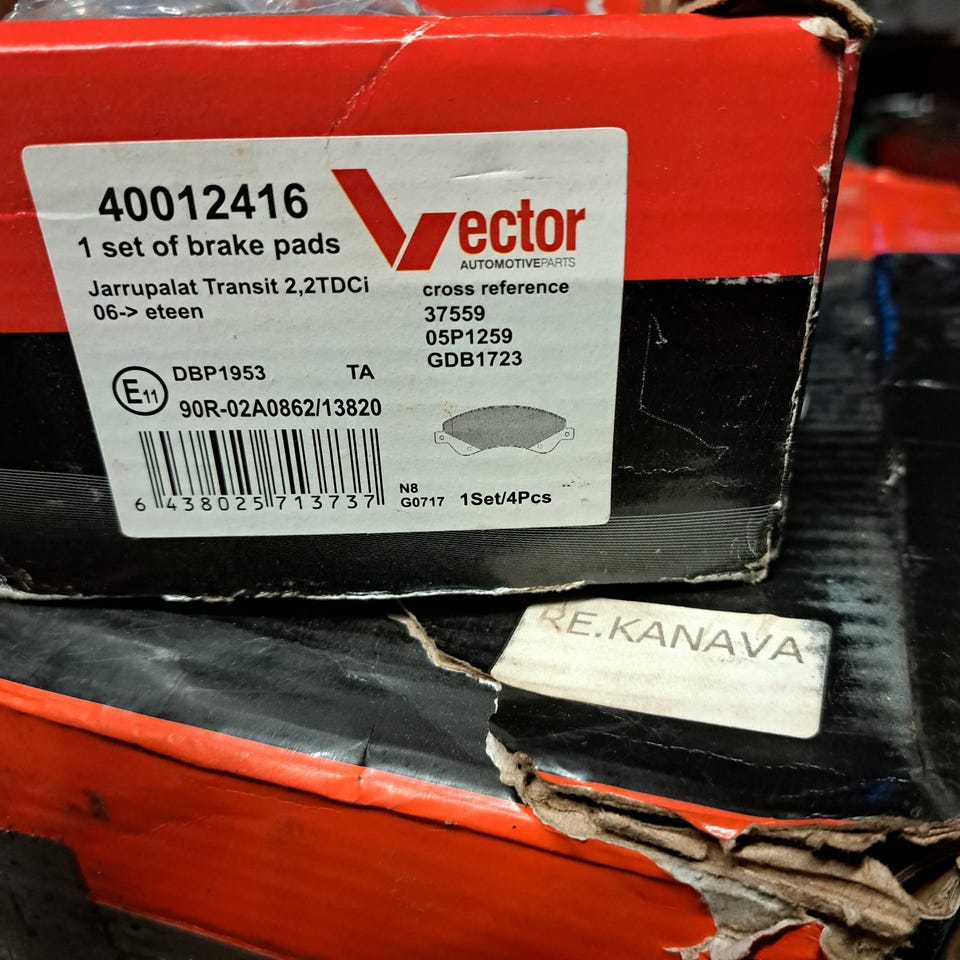 40012416
1 set of brake pads
Jarrupalat Transit 2,2TDCi
06-> eteen
Vector
AUTOMOTIVEPARTS
cross reference
37559
05P1259
GDB1723
E11
DBP1953 TA
90R-02A0862/13820
6 438025 713737
N8
G0717 1Set/4Pcs
RE.KANAVA